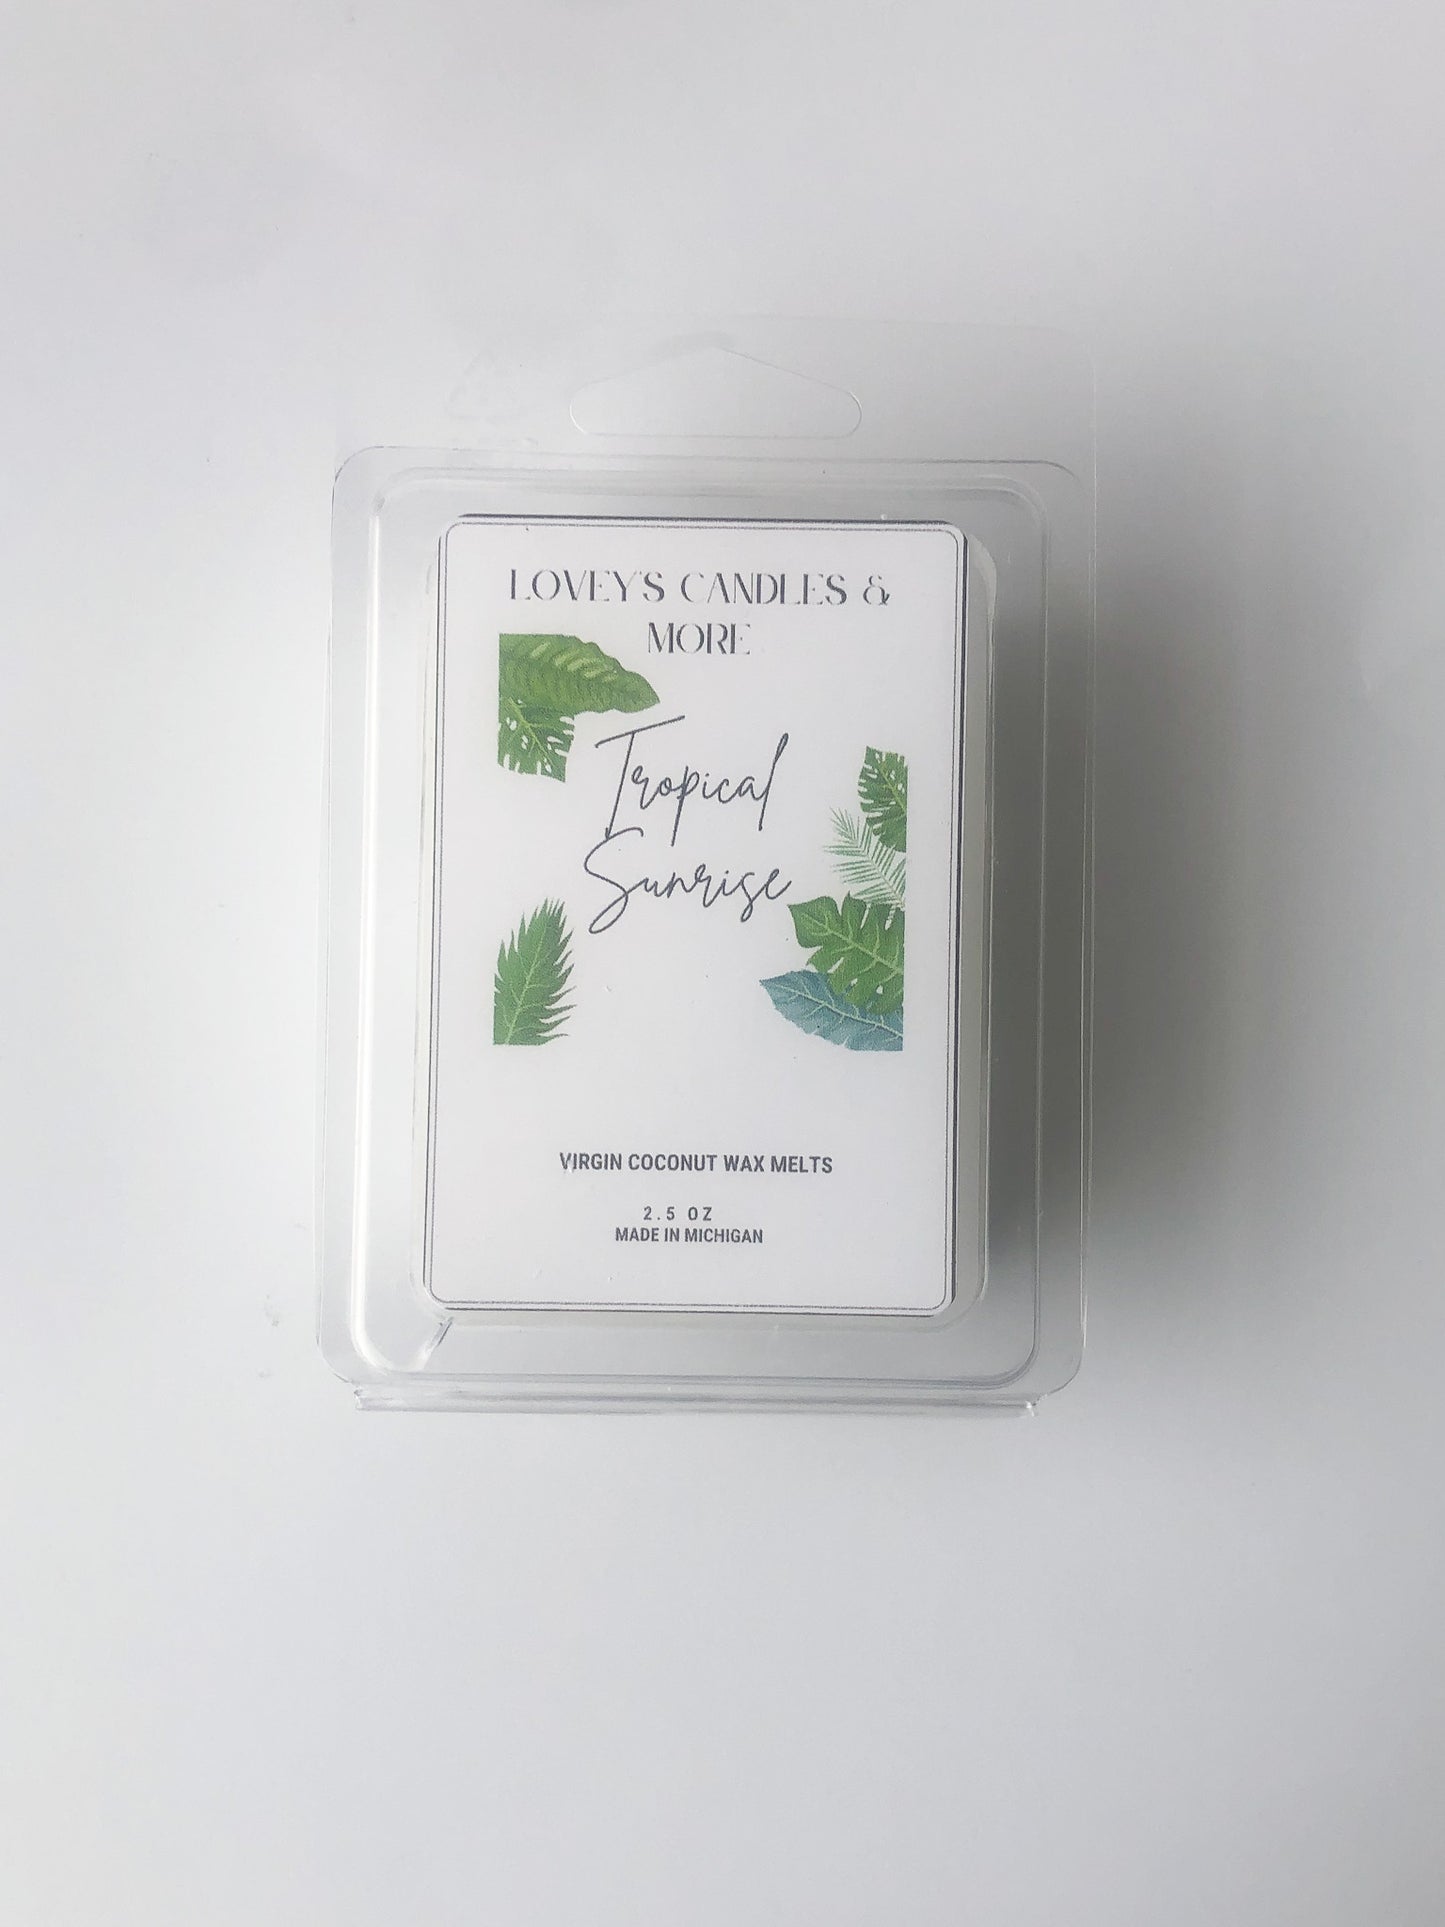 LOVEY'S CANDLES &
MORE
Tropical
Sunrise
VIRGIN COCONUT WAX MELTS
2.5 OZ
MADE IN MICHIGAN